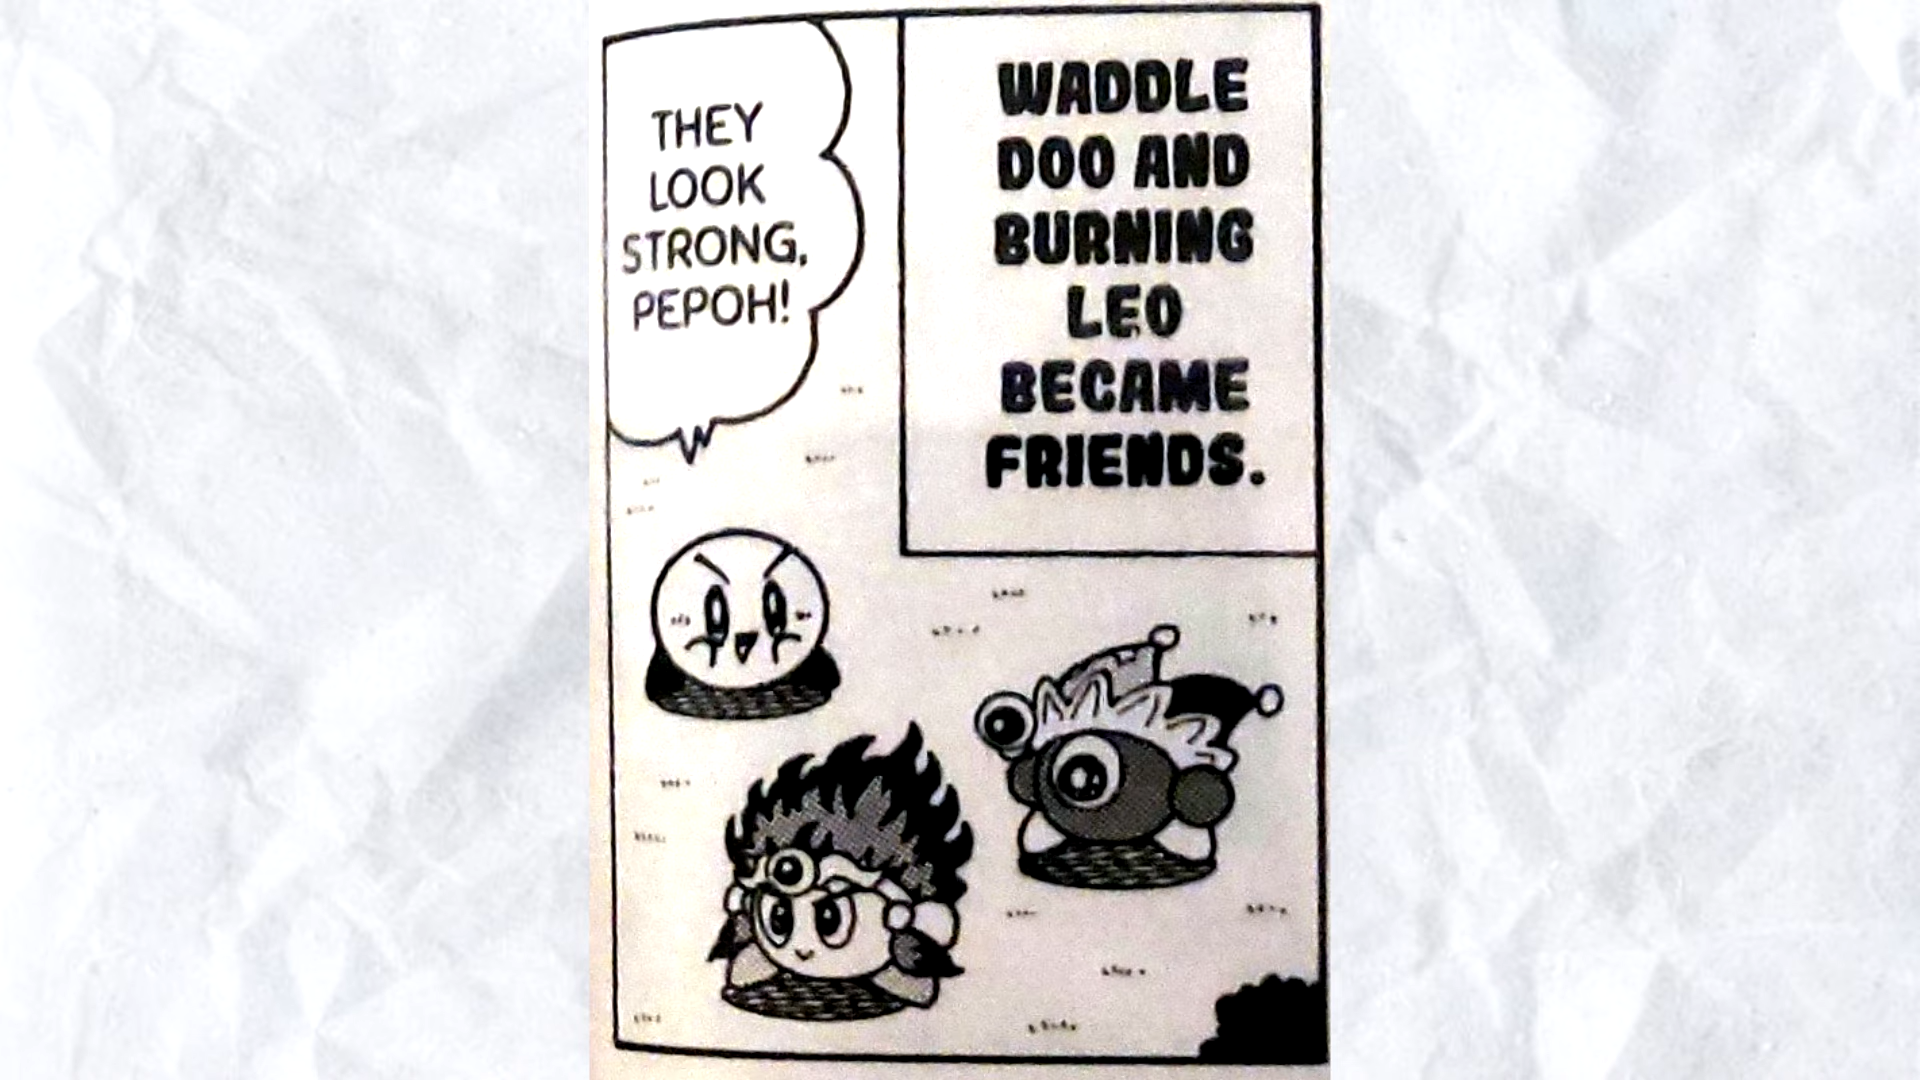 THEY
LOOK
STRONG,
PEPOH!
WADDLE
DOO AND
BURNING
LEO
BECAME
FRIENDS.